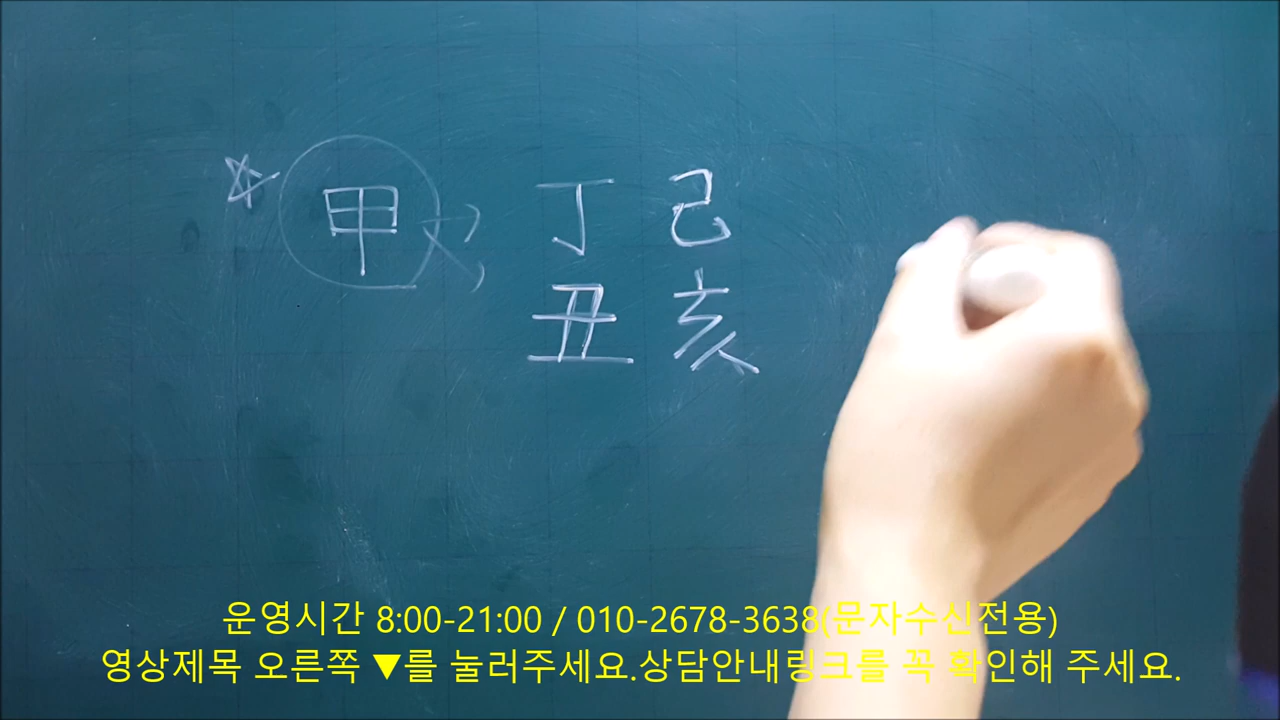 甲 丁 己
丑 亥
운영시간 8:00-21:00 / 010-2678-3638(문자수신전용)
영상제목 오른쪽 ▼를 눌러주세요.상담안내링크를 꼭 확인해 주세요.